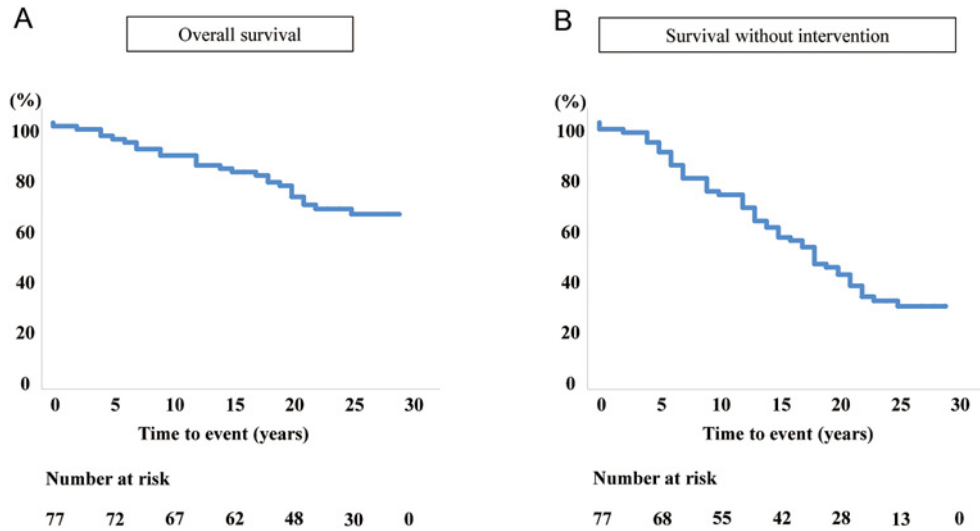 A
Overall survival
(%)
100
80
60
40
20
0
0 5 10 15 20 25 30
Time to event (years)
Number at risk
77 72 67 62 48 30 0
B
Survival without intervention
(%)
100
80
60
40
20
0
0 5 10 15 20 25 30
Time to event (years)
Number at risk
77 68 55 42 28 13 0